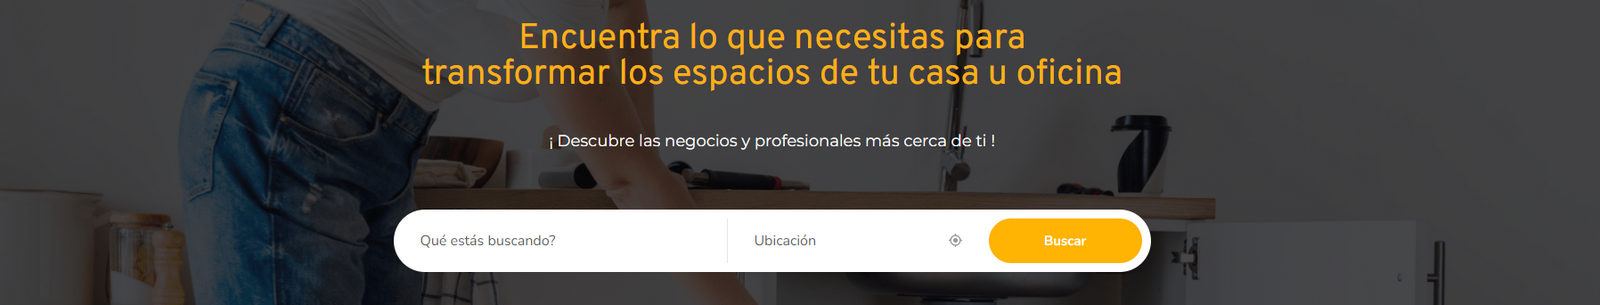 Encuentra lo que necesitas para
transformar los espacios de tu casa u oficina
¡ Descubre las negocios y profesionales más cerca de ti !
Qué estás buscando?
Ubicación
Buscar